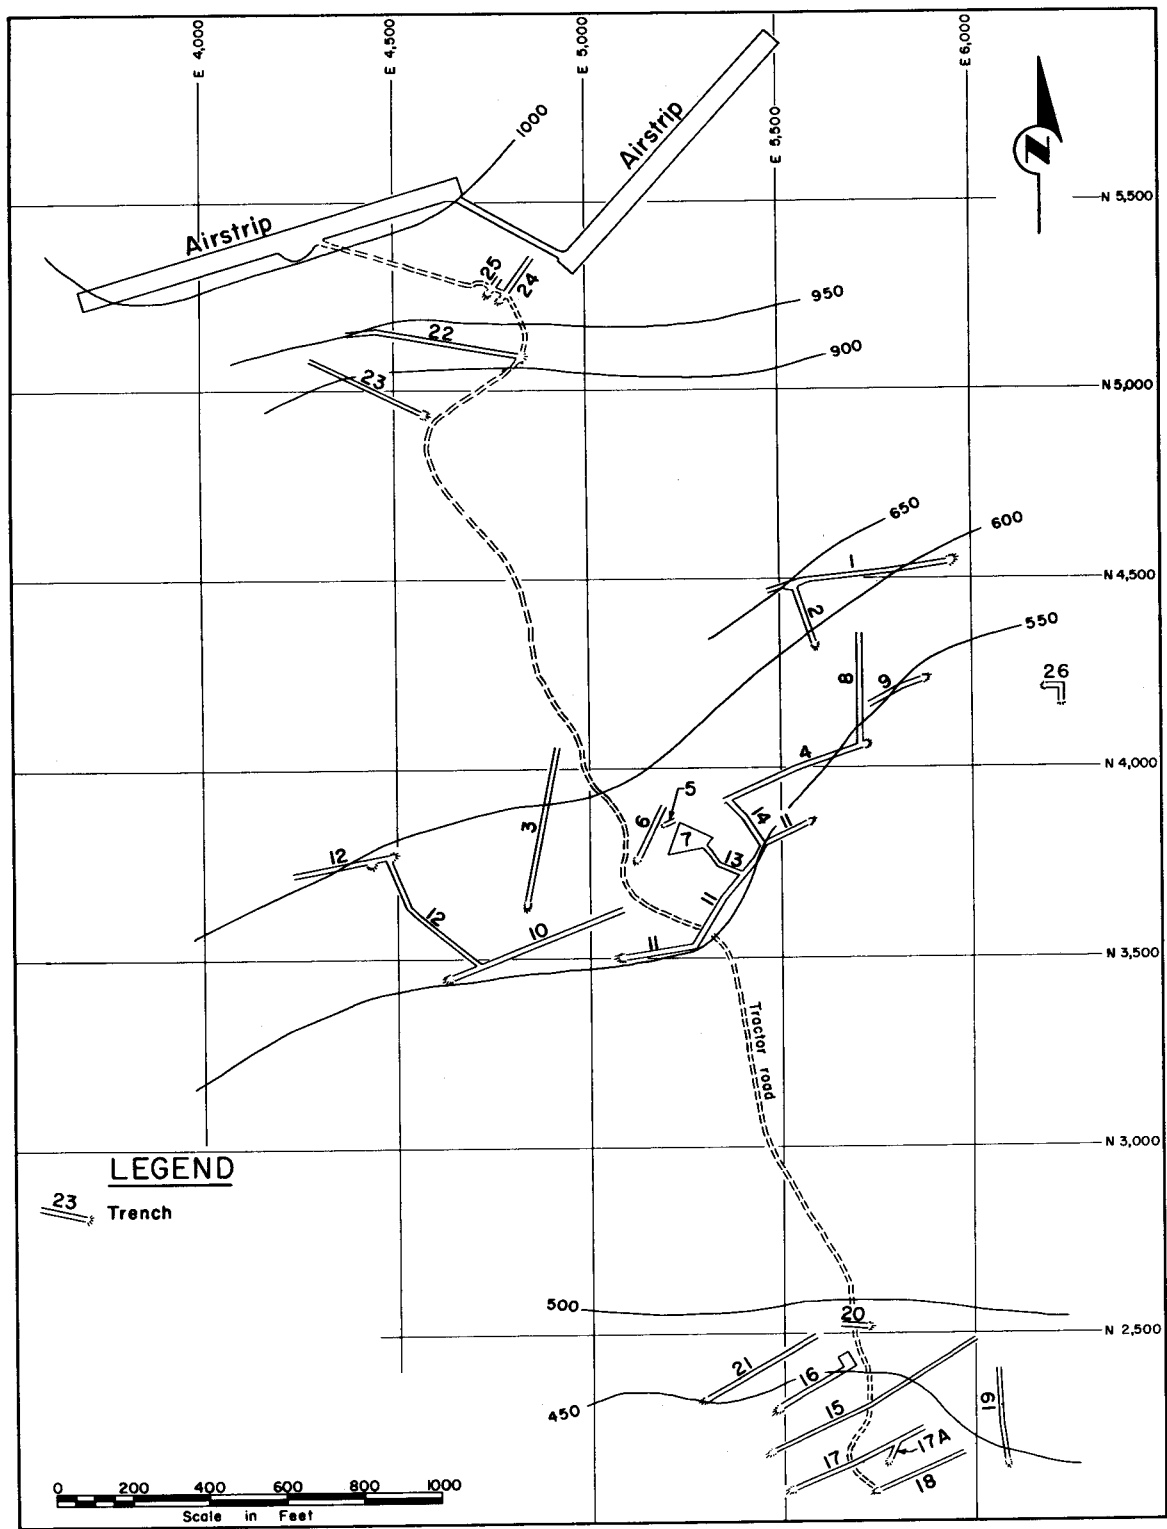 E 4,000
E 4,500
E 5,000
E 5,500
E 6,000
1000
Airstrip
Airstrip
N
N 5,500
25
24
950
22
900
23
N 5,000
650
600
1
N 4,500
2
550
8
9
26
4
N 4,000
5
6
7
14
11
3
13
12
12
11
10
11
N 3,500
Tractor road
N 3,000
LEGEND
23
Trench
500
20
N 2,500
21
16
450
15
19
17
17A
18
0 200 400 600 800 1000
Scale in Feet